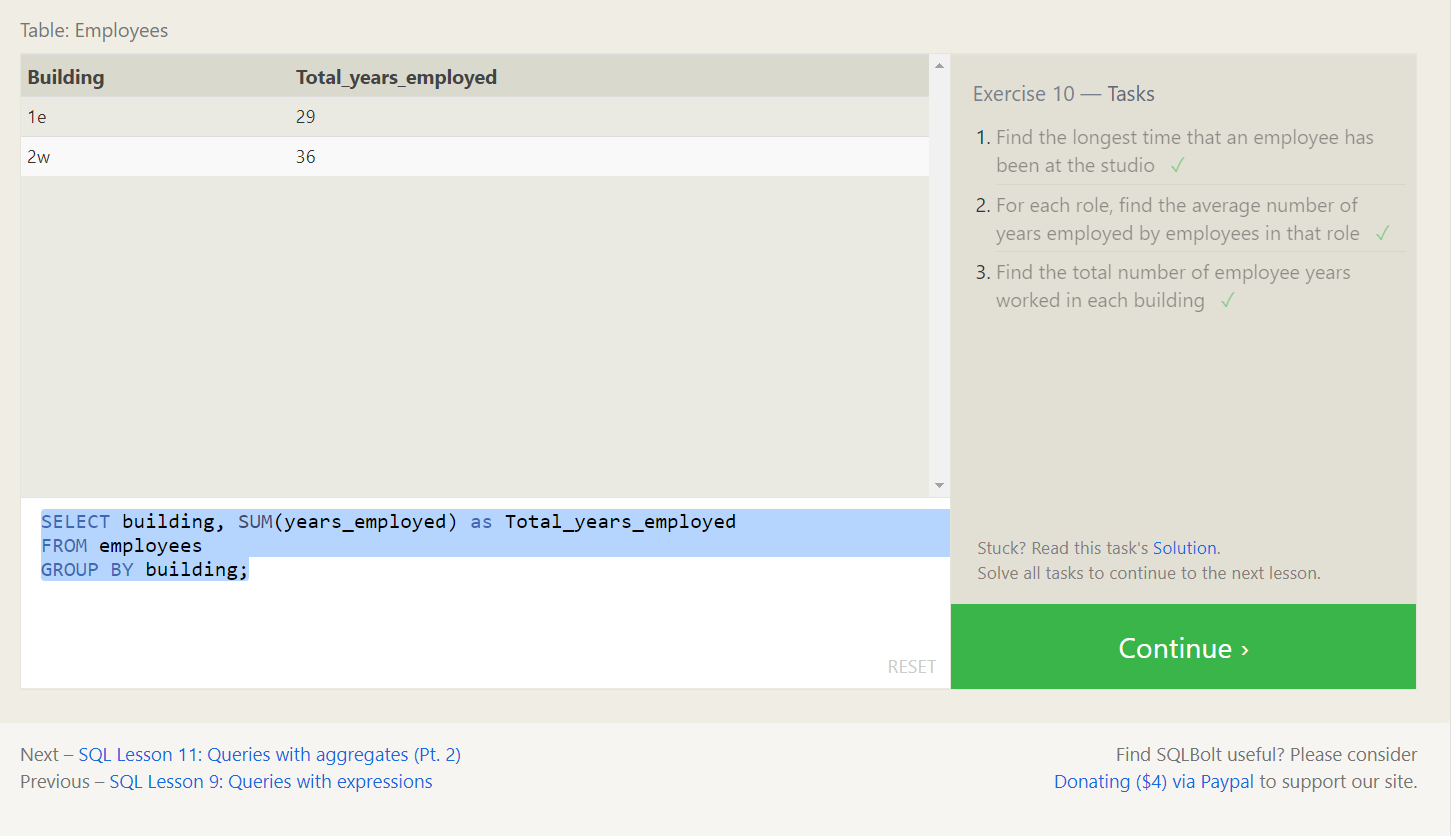 Table: Employees
Building Total_years_employed
1e 29
2w 36
SELECT building, SUM(years_employed) as Total_years_employed
FROM employees
GROUP BY building;
RESET
Exercise 10 — Tasks
1. Find the longest time that an employee has
been at the studio ✓
2. For each role, find the average number of
years employed by employees in that role ✓
3. Find the total number of employee years
worked in each building ✓
Stuck? Read this task's Solution.
Solve all tasks to continue to the next lesson.
Continue ›
Next – SQL Lesson 11: Queries with aggregates (Pt. 2)
Previous – SQL Lesson 9: Queries with expressions
Find SQLBolt useful? Please consider
Donating ($4) via Paypal to support our site.